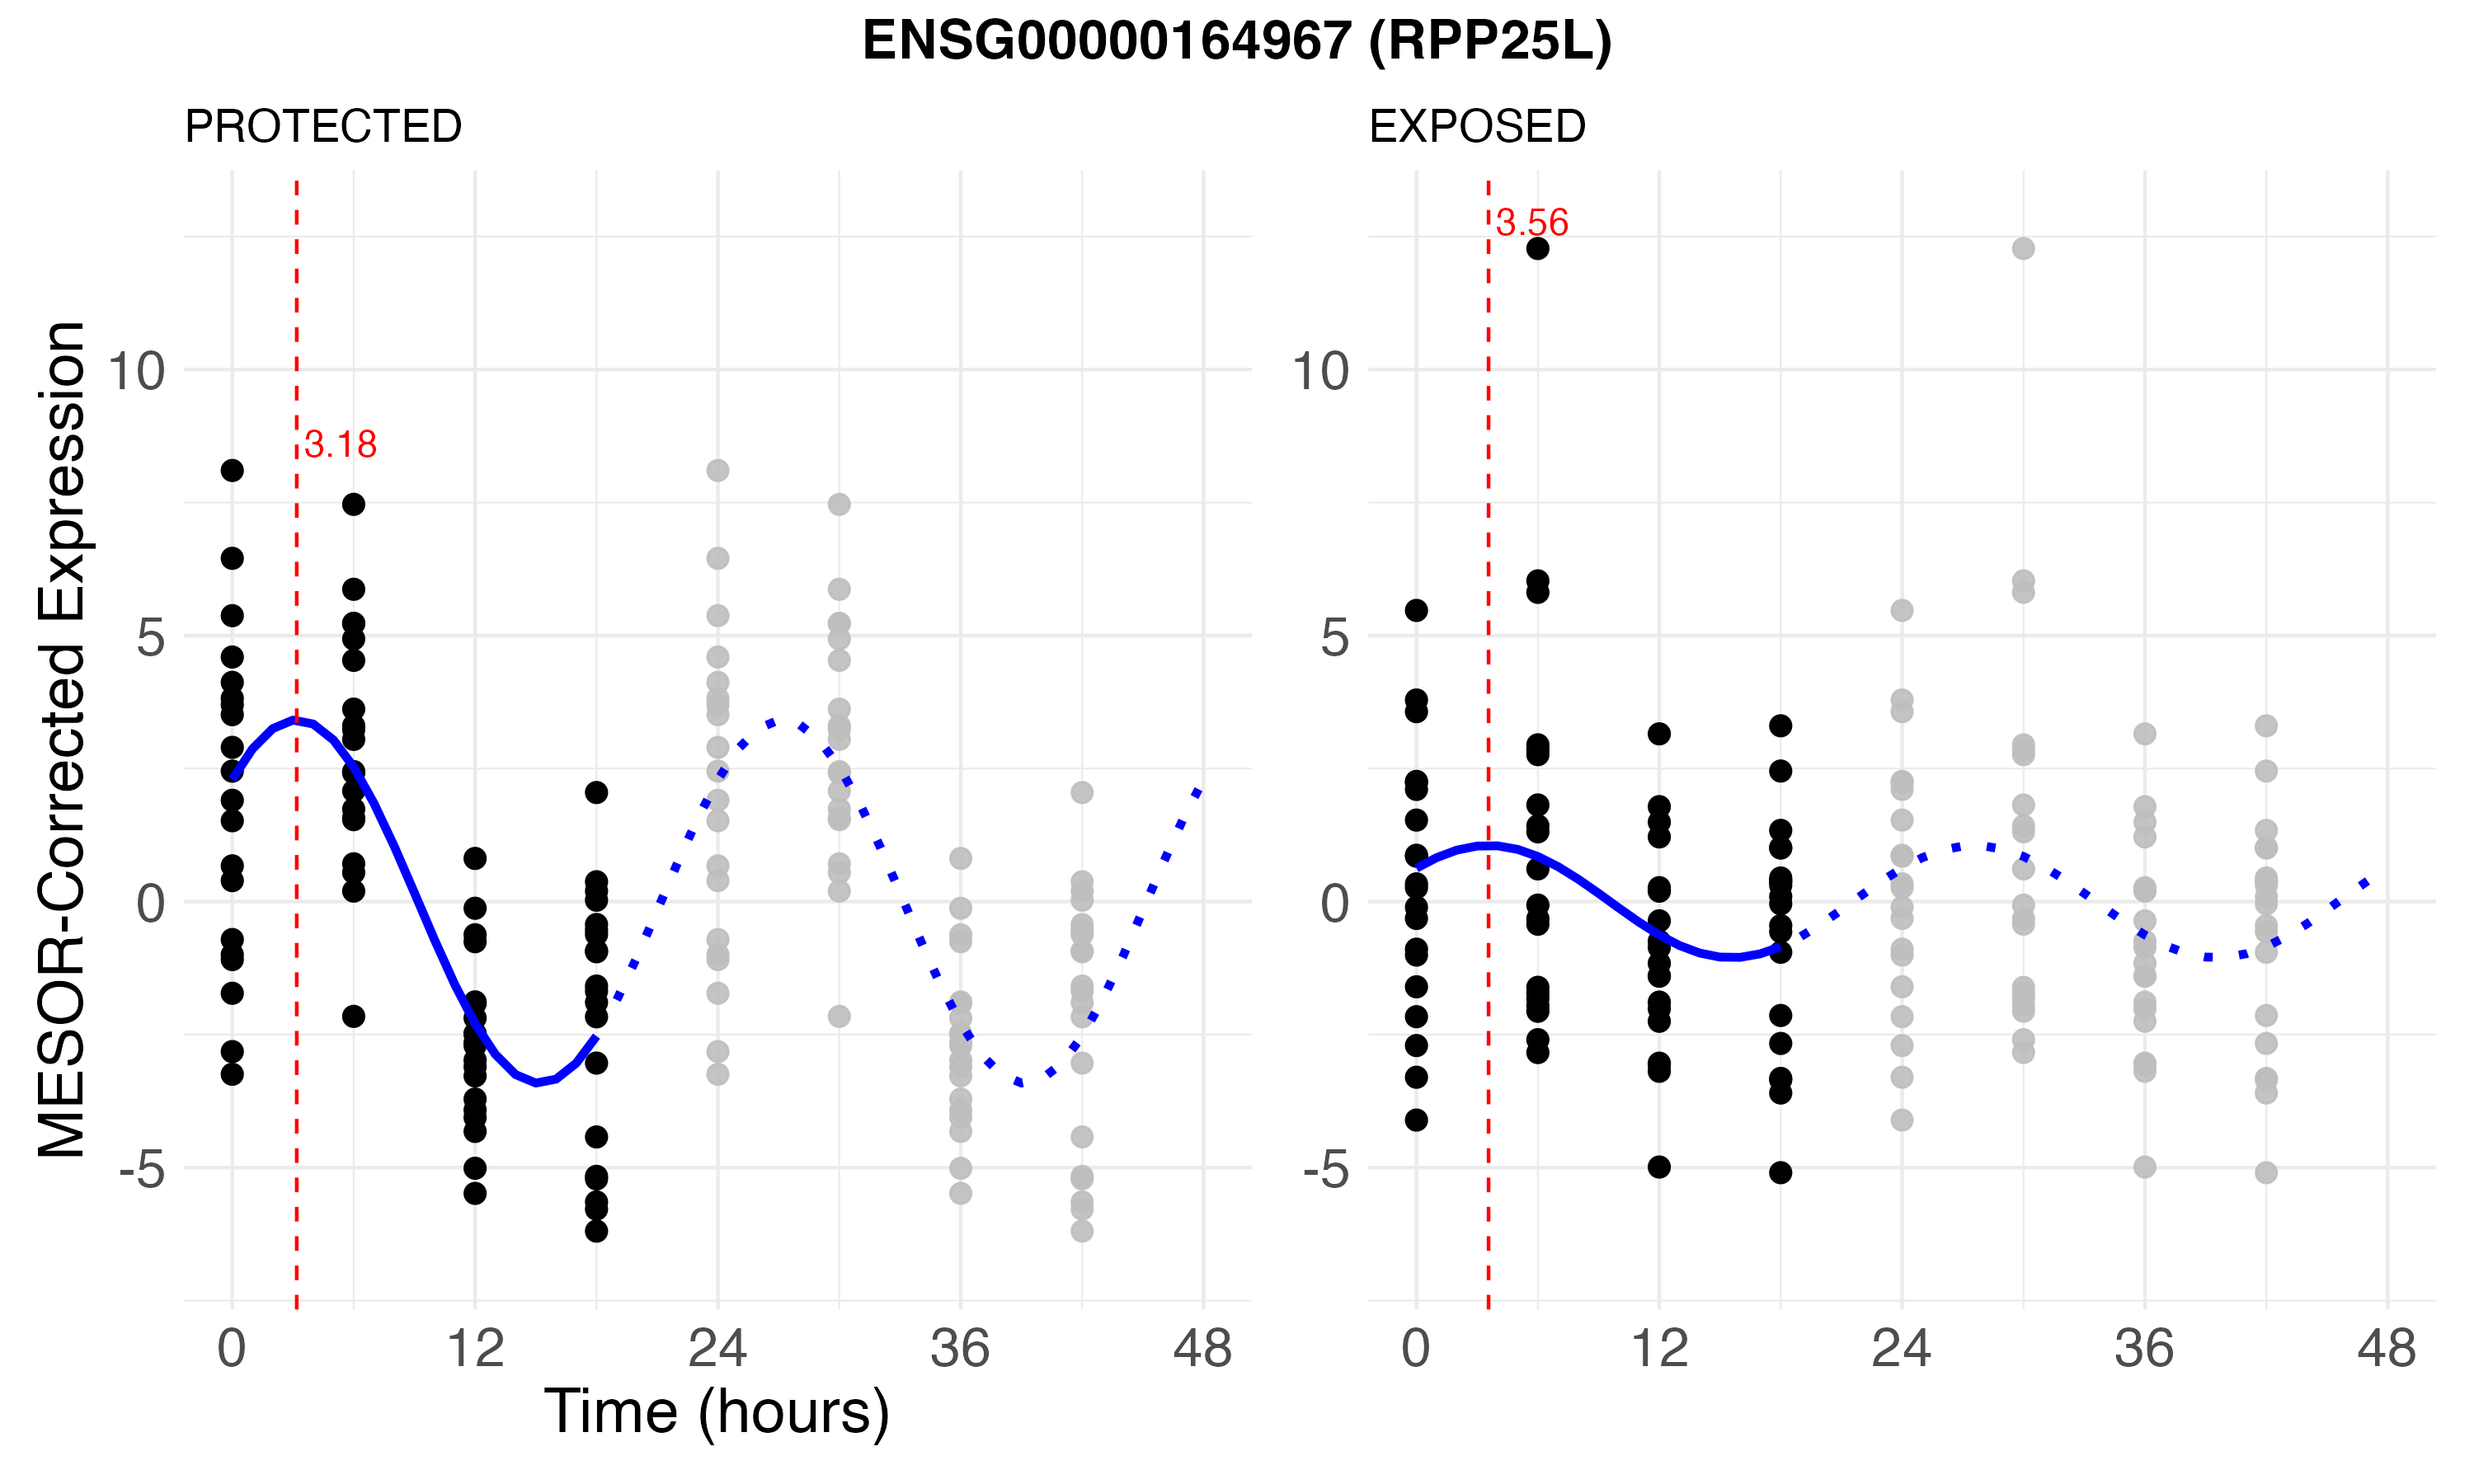 ENSG00000164967 (RPP25L)
PROTECTED
EXPOSED
MESOR-Corrected Expression
10
5
0
-5
3.18
0 12 24 36 48
Time (hours)
10
5
0
-5
3.56
0 12 24 36 48